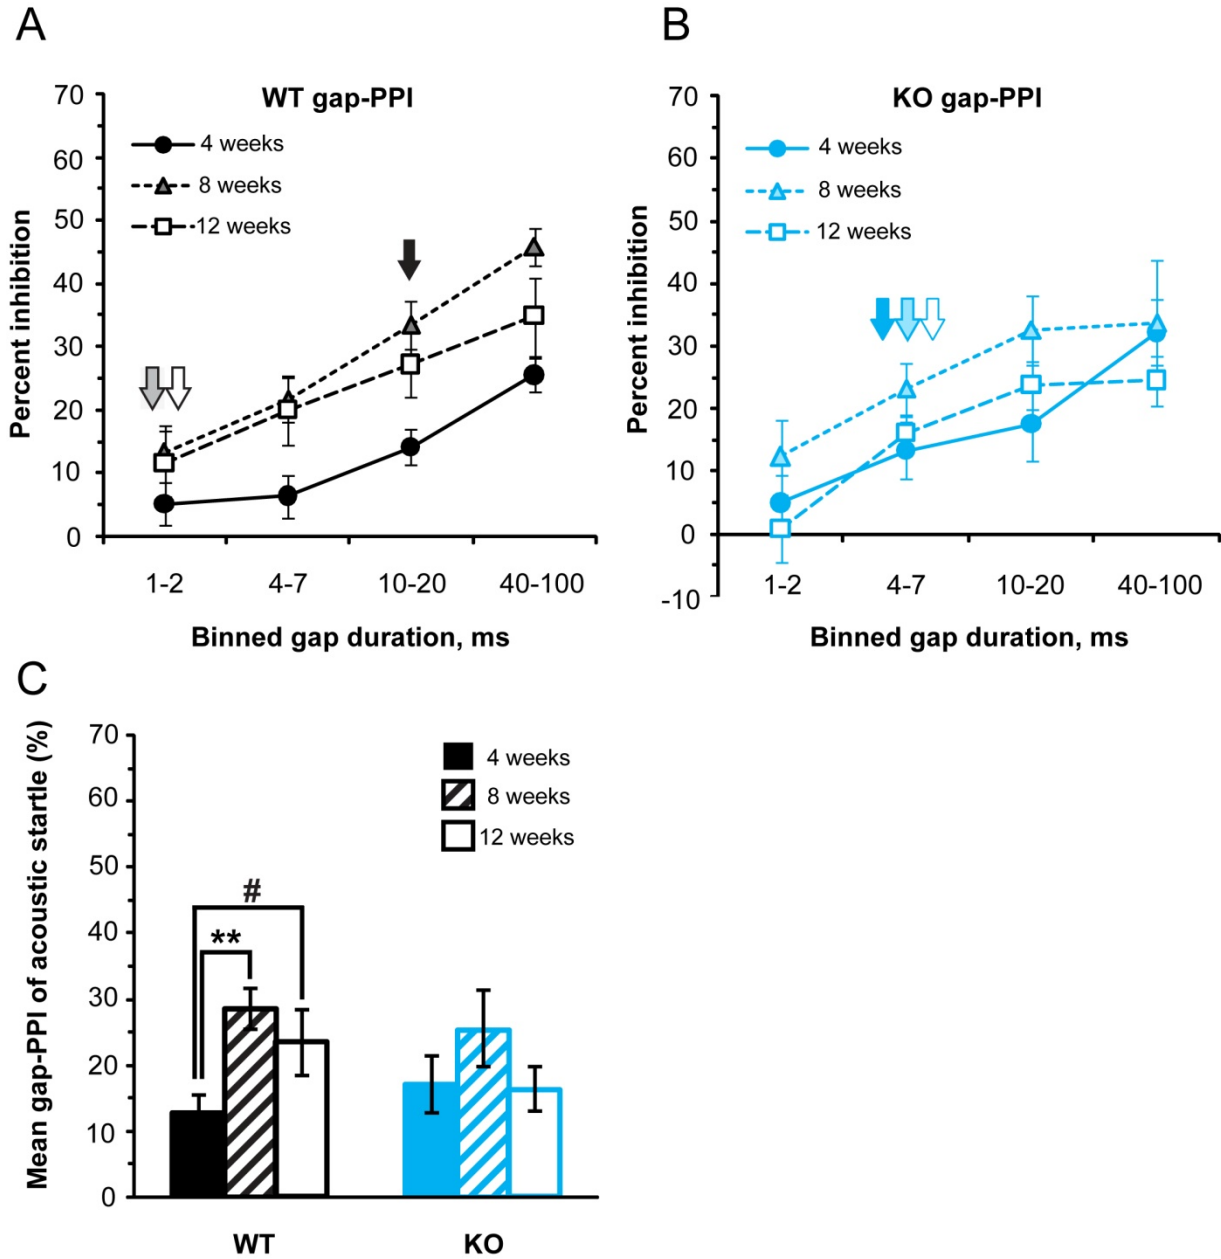 A
WT gap-PPI
Percent inhibition
70
60
50
40
30
20
10
0
4 weeks
8 weeks
12 weeks
1-2
4-7
10-20
40-100
Binned gap duration, ms
B
KO gap-PPI
Percent inhibition
70
60
50
40
30
20
10
0
-10
4 weeks
8 weeks
12 weeks
1-2
4-7
10-20
40-100
Binned gap duration, ms
C
Mean gap-PPI of acoustic startle (%)
70
60
50
40
30
20
10
0
4 weeks
8 weeks
12 weeks
#
**
WT
KO